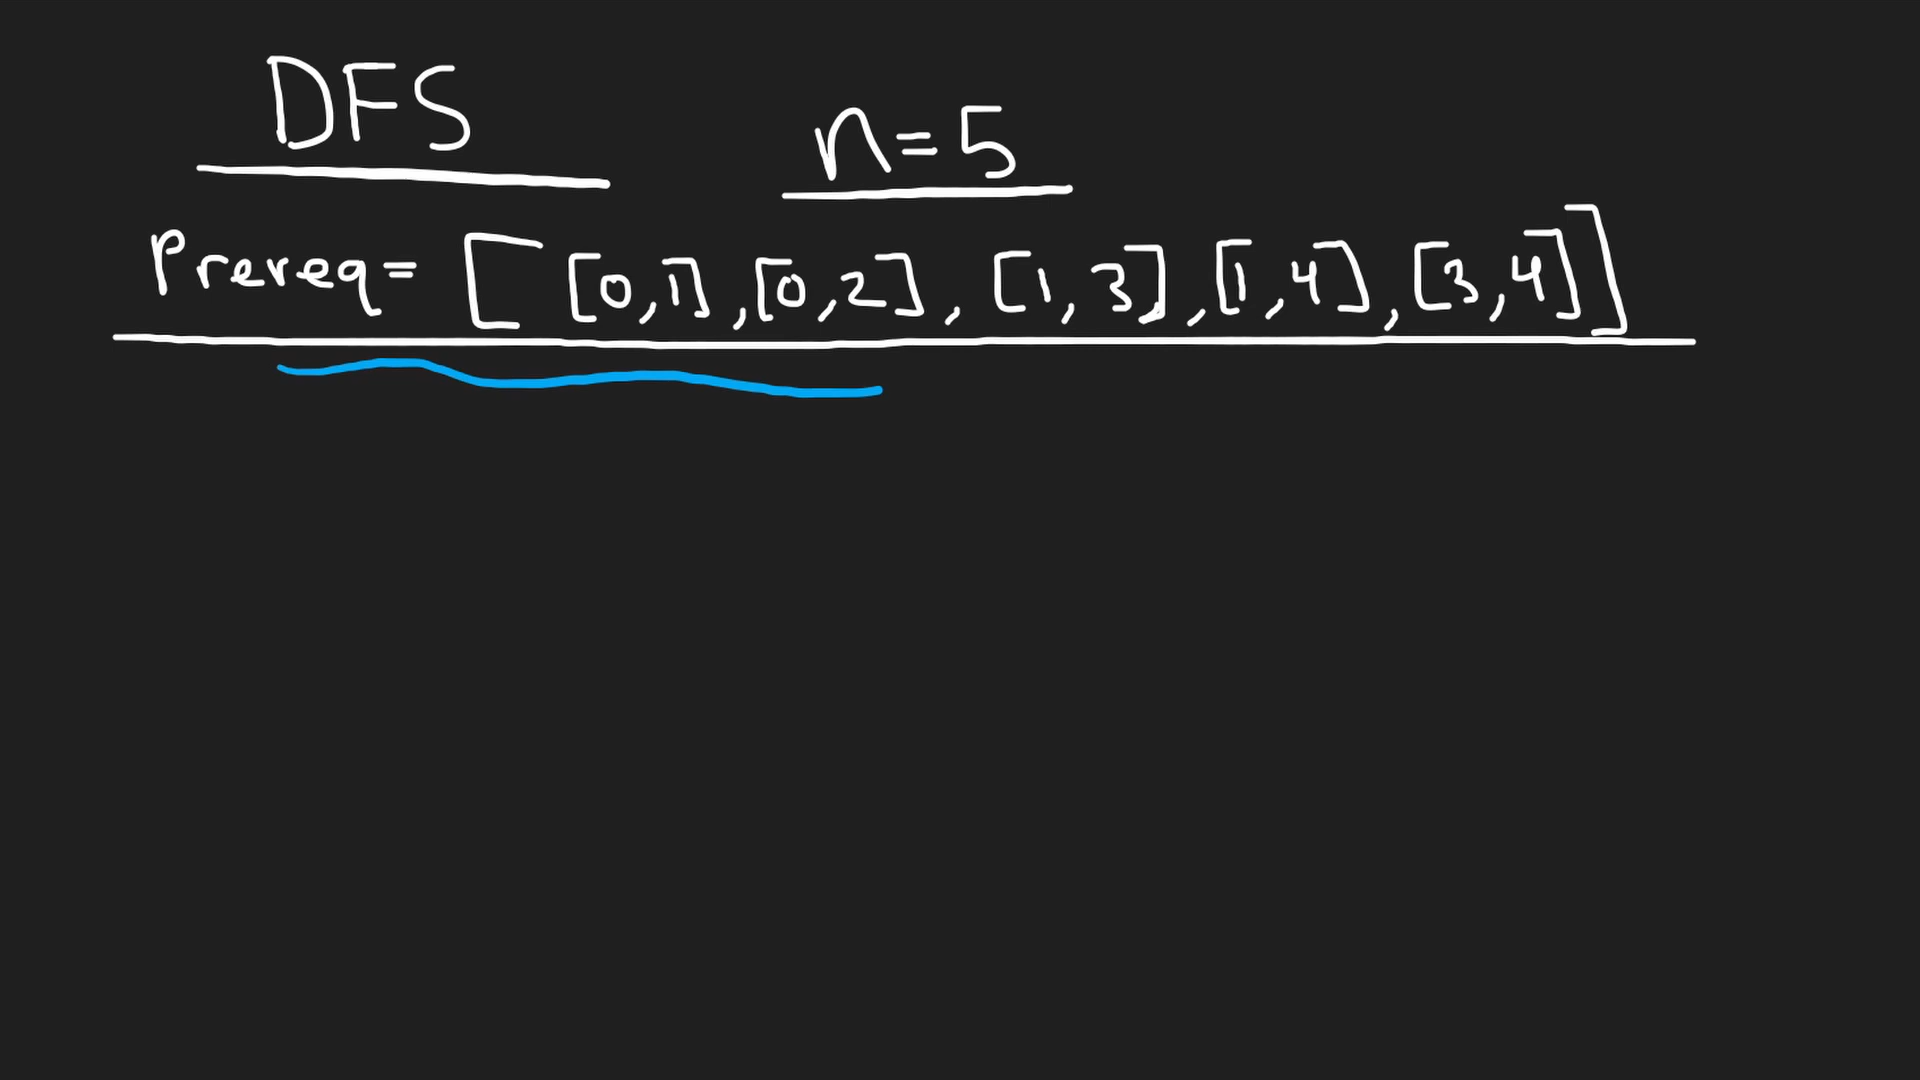 DFS
n=5
Prereq= [ [0,1],[0,2], [1,3],[1,4],[3,4]]